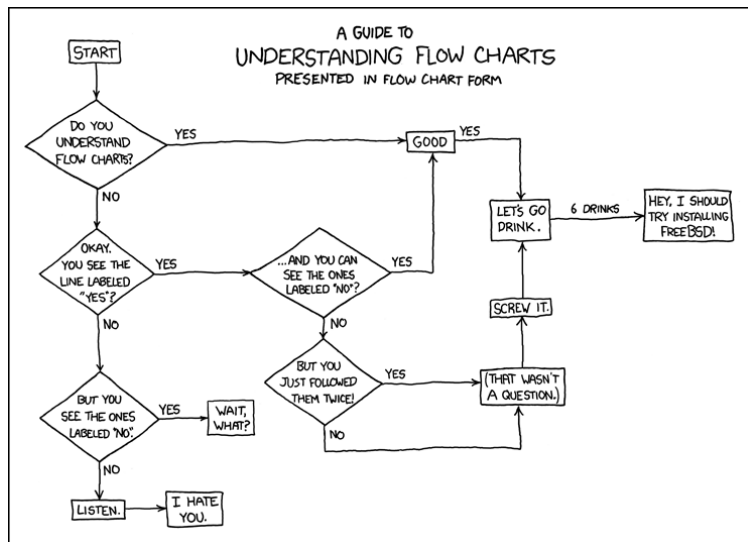 A GUIDE TO
UNDERSTANDING FLOW CHARTS
PRESENTED IN FLOW CHART FORM
START
DO YOU
UNDERSTAND
FLOW CHARTS?
YES
GOOD
YES
NO
LET'S GO
DRINK.
6 DRINKS
HEY, I SHOULD
TRY INSTALLING
FREEBSD!
OKAY.
YOU SEE THE
LINE LABELED
"YES"?
YES
...AND YOU CAN
SEE THE ONES
LABELED "NO"?
YES
NO
NO
SCREW IT.
BUT YOU
JUST FOLLOWED
THEM TWICE!
YES
(THAT WASN'T
A QUESTION.)
NO
BUT YOU
SEE THE ONES
LABELED "NO".
YES
WAIT,
WHAT?
NO
LISTEN.
I HATE
YOU.